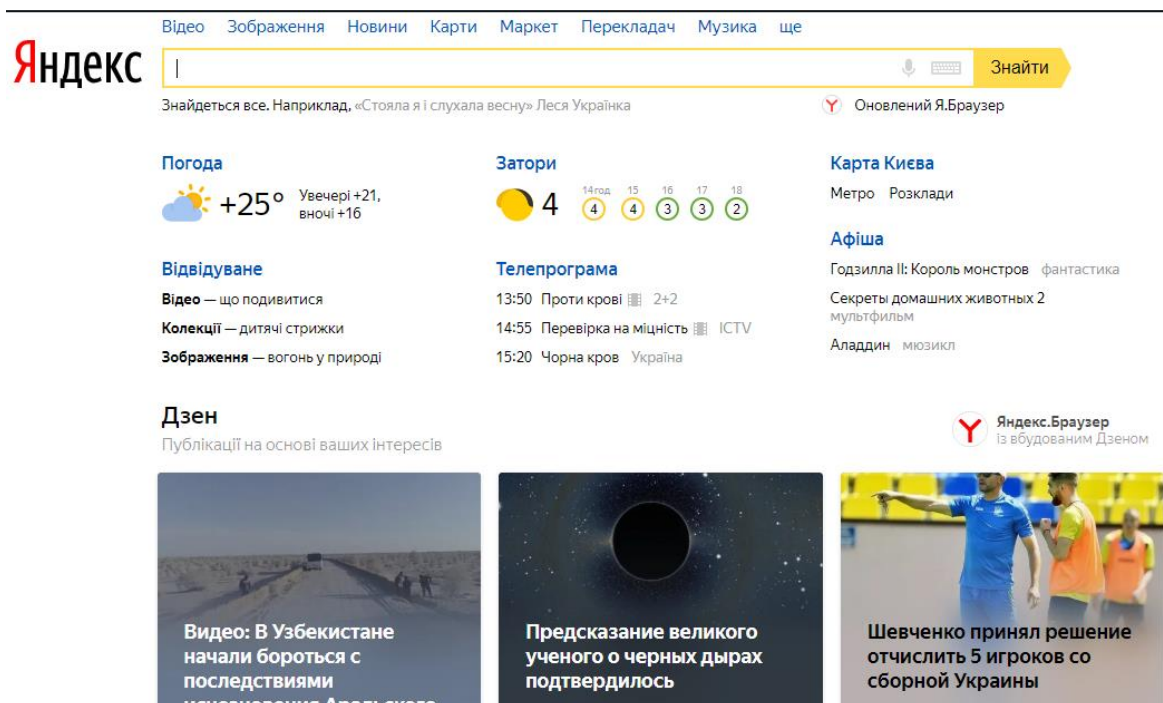 Відео Зображення Новини Карти Маркет Перекладач Музика ще
Яндекс
Знайти
Знайдеться все. Наприклад, «Стояла я і слухала весну» Леся Українка
Оновлений Я.Браузер
Погода
+25° Увечері +21,
вночі +16
Затори
4
14 год 15 16 17 18
4 4 3 3 2
Карта Києва
Метро Розклади
Афіша
Годзилла II: Король монстров фантастика
Секреты домашних животных 2
мультфильм
Аладдин мюзикл
Відвідуване
Відео — що подивитися
Колекції — дитячі стрижки
Зображення — вогонь у природі
Телепрограма
13:50 Проти крові 2+2
14:55 Перевірка на міцність ICTV
15:20 Чорна кров Україна
Дзен
Публікації на основі ваших інтересів
Яндекс.Браузер
із вбудованим Дзеном
Видео: В Узбекистане
начали бороться с
последствиями
Предсказание великого
ученого о черных дырах
подтвердилось
Шевченко принял решение
отчислить 5 игроков со
сборной Украины